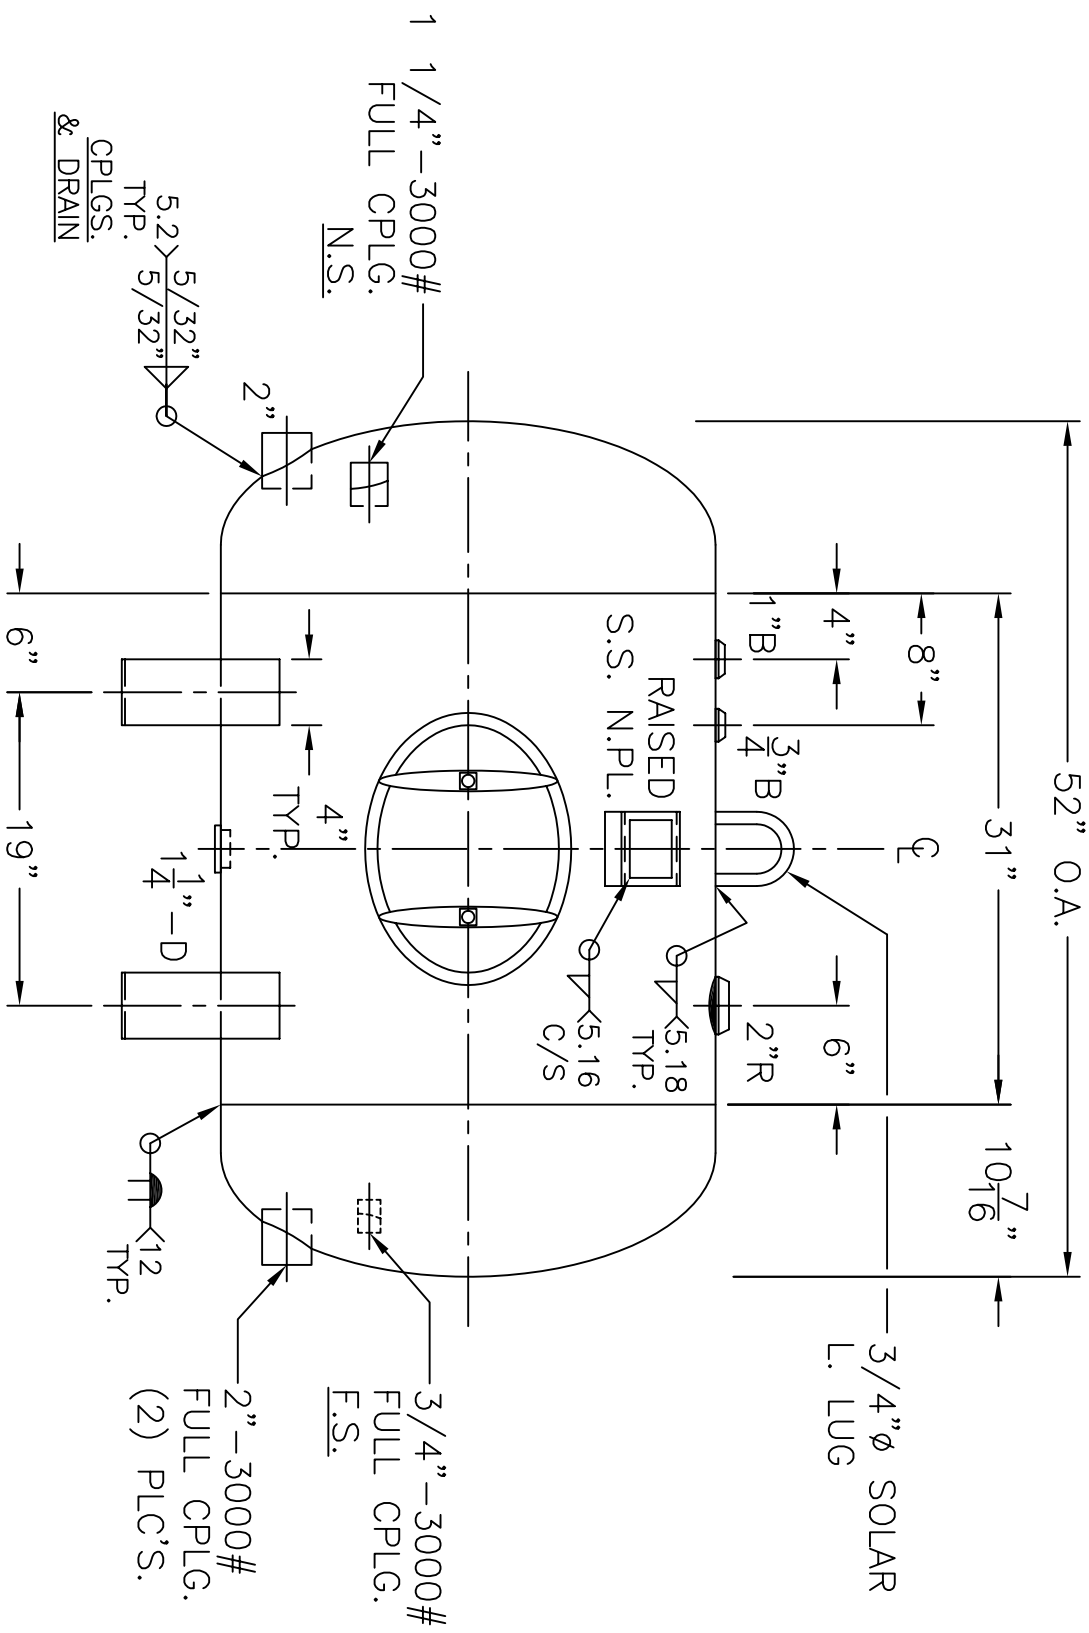 52" O.A.
31"
10 7/16"
8"
4"
6"
℄
3/4"ø SOLAR
L. LUG
1"B
3/4"B
2"R
RAISED
S.S. N.PL.
5.18
TYP.
5.16
C/S
1 1/4"-3000#
FULL CPLG.
N.S.
3/4"-3000#
FULL CPLG.
F.S.
2"
4"
TYP.
2"-3000#
FULL CPLG.
(2) PLC'S.
5.2
TYP.
5/32"
5/32"
CPLGS.
& DRAIN
1 1/4"-D
12
TYP.
6"
19"